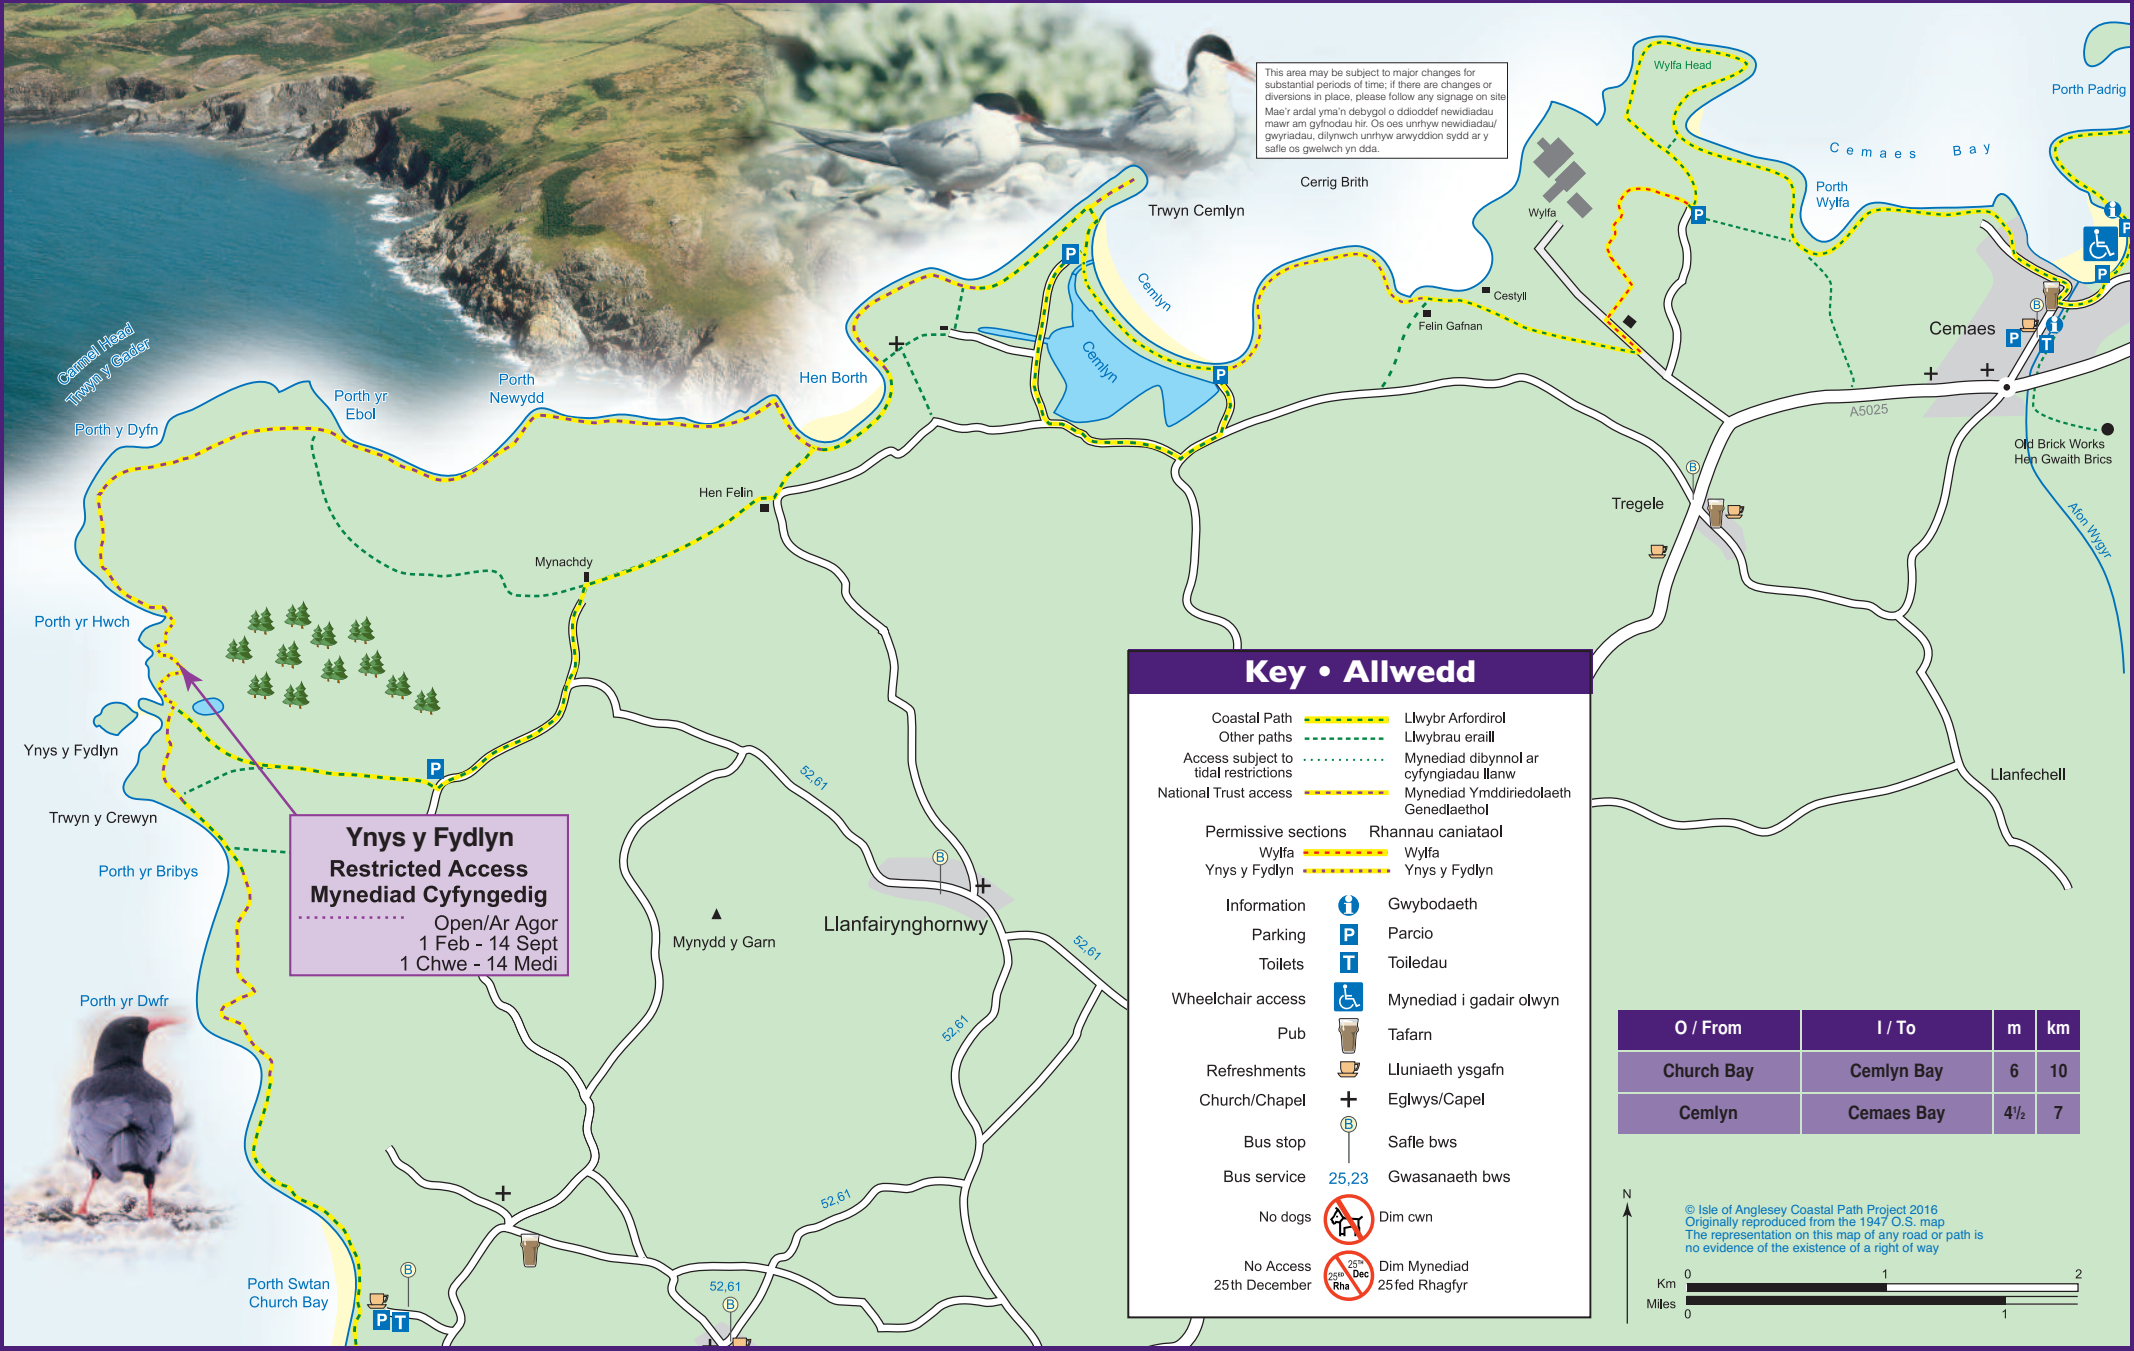 This area may be subject to major changes for
substantial periods of time; if there are changes or
diversions in place, please follow any signage on site
Mae'r ardal yma'n debygol o ddioddef newidiadau
mawr am gyfnodau hir. Os oes unrhyw newidiadau/
gwyriadau, dilynwch unrhyw arwyddion sydd ar y
safle os gwelwch yn dda.
Cerrig Brith
Wylfa Head
Porth Padrig
Cemaes Bay
Porth
Wylfa
Wylfa
Trwyn Cemlyn
Cemlyn
Cemlyn
Cestyll
Felin Gafnan
Cemaes
A5025
Old Brick Works
Hen Gwaith Brics
Afon Wygyr
Tregele
Llanfechell
Carmel Head
Trwyn y Gader
Porth y Dyfn
Porth yr
Ebol
Porth
Newydd
Hen Borth
Hen Felin
Mynachdy
Porth yr Hwch
Ynys y Fydlyn
Trwyn y Crewyn
Porth yr Bribys
Porth yr Dwfr
Porth Swtan
Church Bay
Ynys y Fydlyn
Restricted Access
Mynediad Cyfyngedig
Open/Ar Agor
1 Feb - 14 Sept
1 Chwe - 14 Medi
Mynydd y Garn
Llanfairynghornwy
52,61
52,61
52,61
52,61
52,61
P
P
P
P
P
P
P
P
P
T
T
i
i
B
B
B
B
B
Key • Allwedd
Coastal Path Llwybr Arfordirol
Other paths Llwybrau eraill
Access subject to
tidal restrictions
Mynediad dibynnol ar
cyfyngiadau llanw
National Trust access
Mynediad Ymddiriedolaeth
Genedlaethol
Permissive sections Rhannau caniataol
Wylfa Wylfa
Ynys y Fydlyn Ynys y Fydlyn
Information i Gwybodaeth
Parking P Parcio
Toilets T Toiledau
Wheelchair access Mynediad i gadair olwyn
Pub Tafarn
Refreshments Lluniaeth ysgafn
Church/Chapel Eglwys/Capel
Bus stop B Safle bws
Bus service 25,23 Gwasanaeth bws
No dogs Dim cwn
No Access
25th December
25TH Dec
25ED Rha
Dim Mynediad
25fed Rhagfyr
O / From I / To m km
Church Bay Cemlyn Bay 6 10
Cemlyn Cemaes Bay 4½ 7
N
© Isle of Anglesey Coastal Path Project 2016
Originally reproduced from the 1947 O.S. map
The representation on this map of any road or path is
no evidence of the existence of a right of way
Km 0 1 2
Miles 0 1